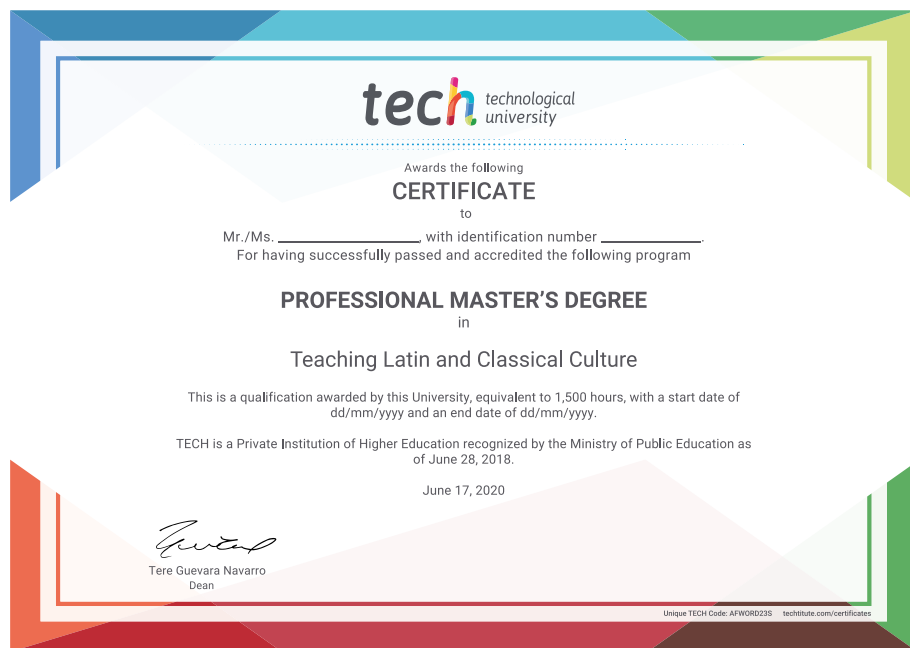 tech technological
university
Awards the following
CERTIFICATE
to
Mr./Ms. ____________________, with identification number ______________.
For having successfully passed and accredited the following program
PROFESSIONAL MASTER’S DEGREE
in
Teaching Latin and Classical Culture
This is a qualification awarded by this University, equivalent to 1,500 hours, with a start date of
dd/mm/yyyy and an end date of dd/mm/yyyy.
TECH is a Private Institution of Higher Education recognized by the Ministry of Public Education as
of June 28, 2018.
June 17, 2020
Tere Guevara Navarro
Dean
Unique TECH Code: AFWORD23S techtitute.com/certificates